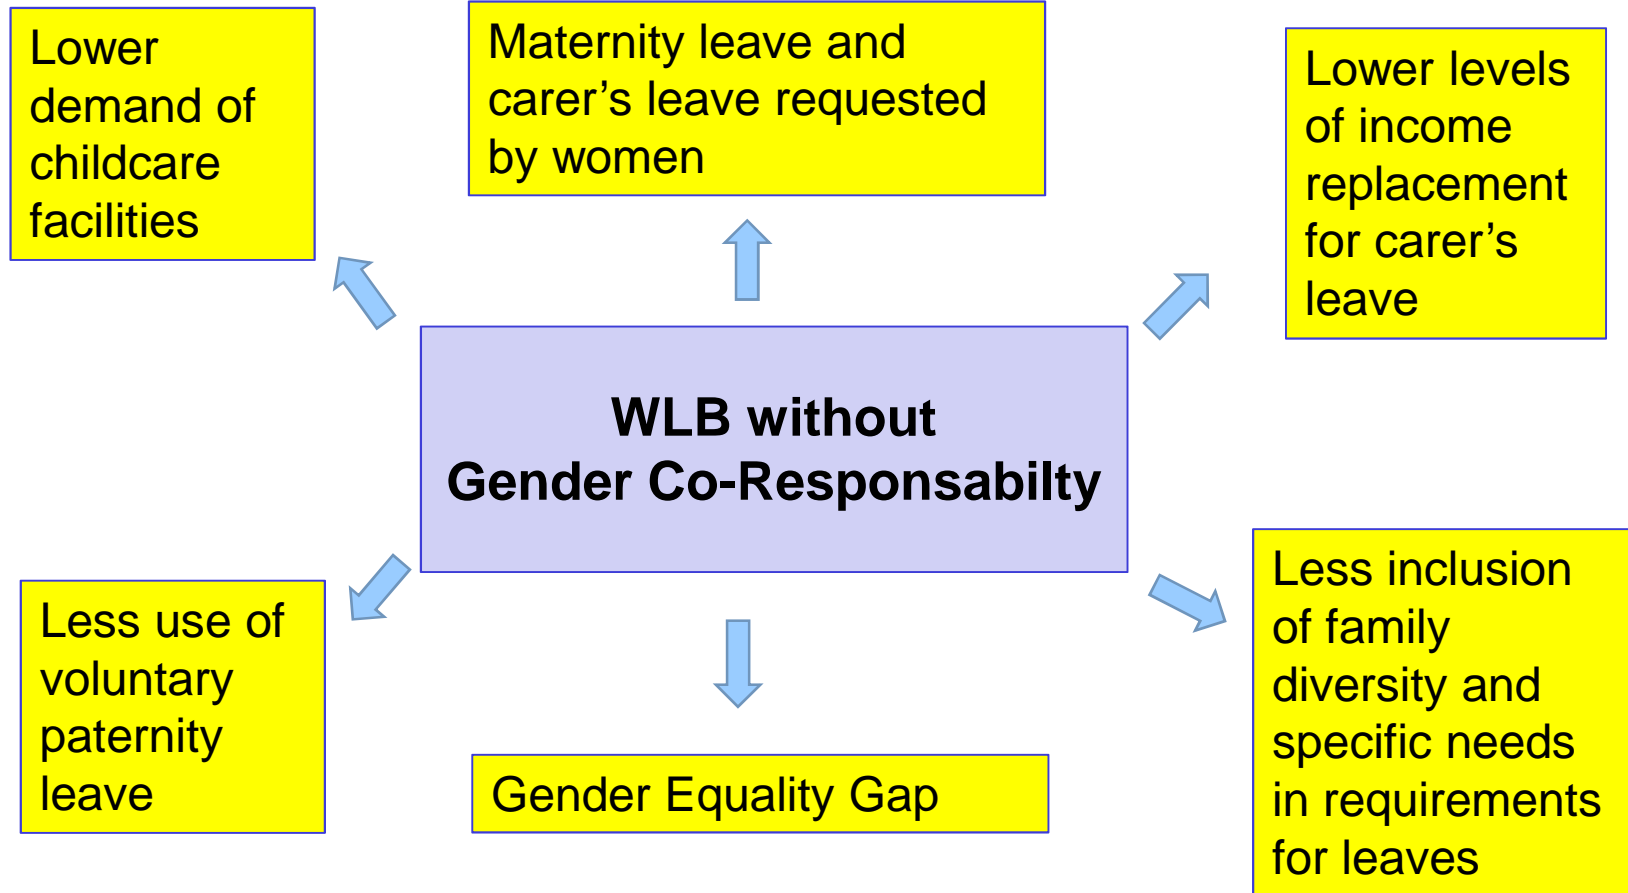 Lower
demand of
childcare
facilities
Maternity leave and
carer’s leave requested
by women
Lower levels
of income
replacement
for carer’s
leave
WLB without
Gender Co-Responsabilty
Less use of
voluntary
paternity
leave
Gender Equality Gap
Less inclusion
of family
diversity and
specific needs
in requirements
for leaves